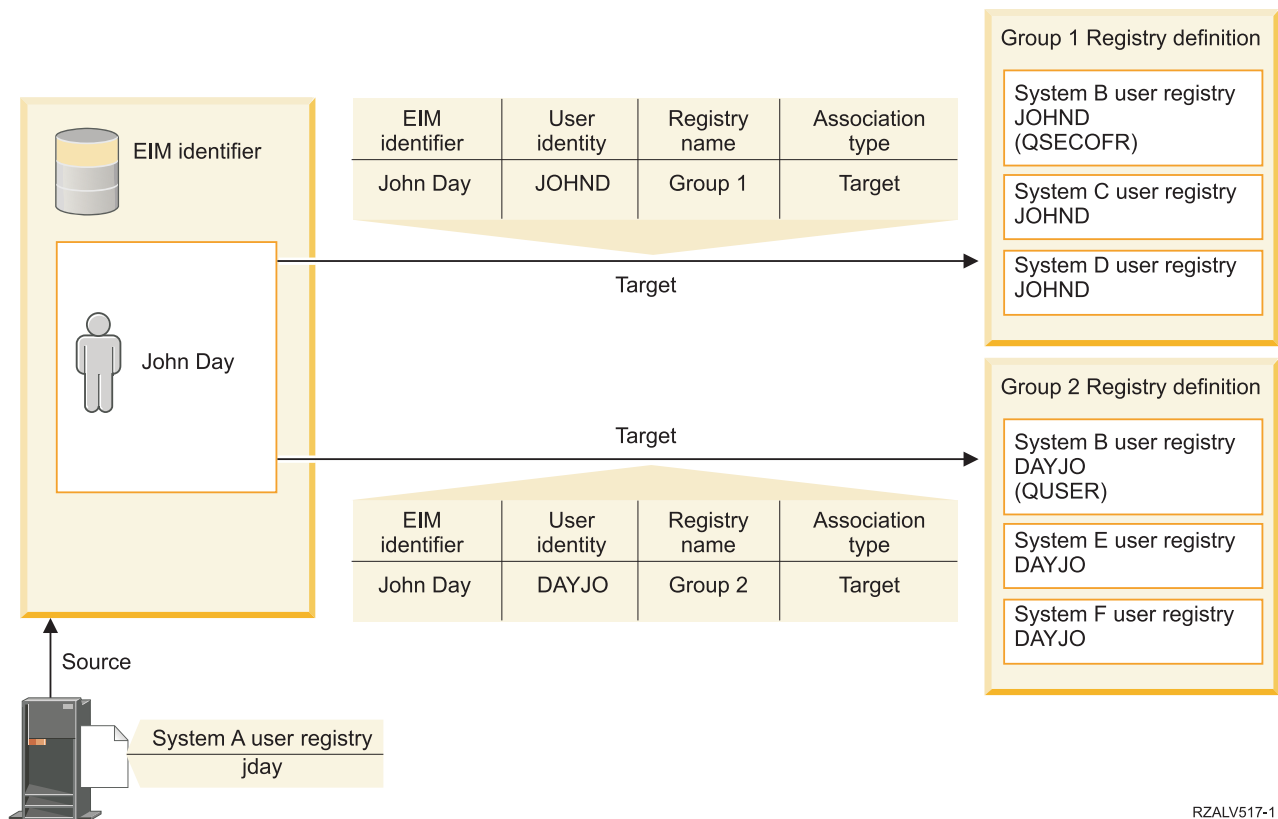 EIM identifier
John Day
Source
System A user registry
jday
EIM identifier
User identity
Registry name
Association type
John Day
JOHND
Group 1
Target
Target
Target
EIM identifier
User identity
Registry name
Association type
John Day
DAYJO
Group 2
Target
Group 1 Registry definition
System B user registry
JOHND
(QSECOFR)
System C user registry
JOHND
System D user registry
JOHND
Group 2 Registry definition
System B user registry
DAYJO
(QUSER)
System E user registry
DAYJO
System F user registry
DAYJO
RZALV517-1